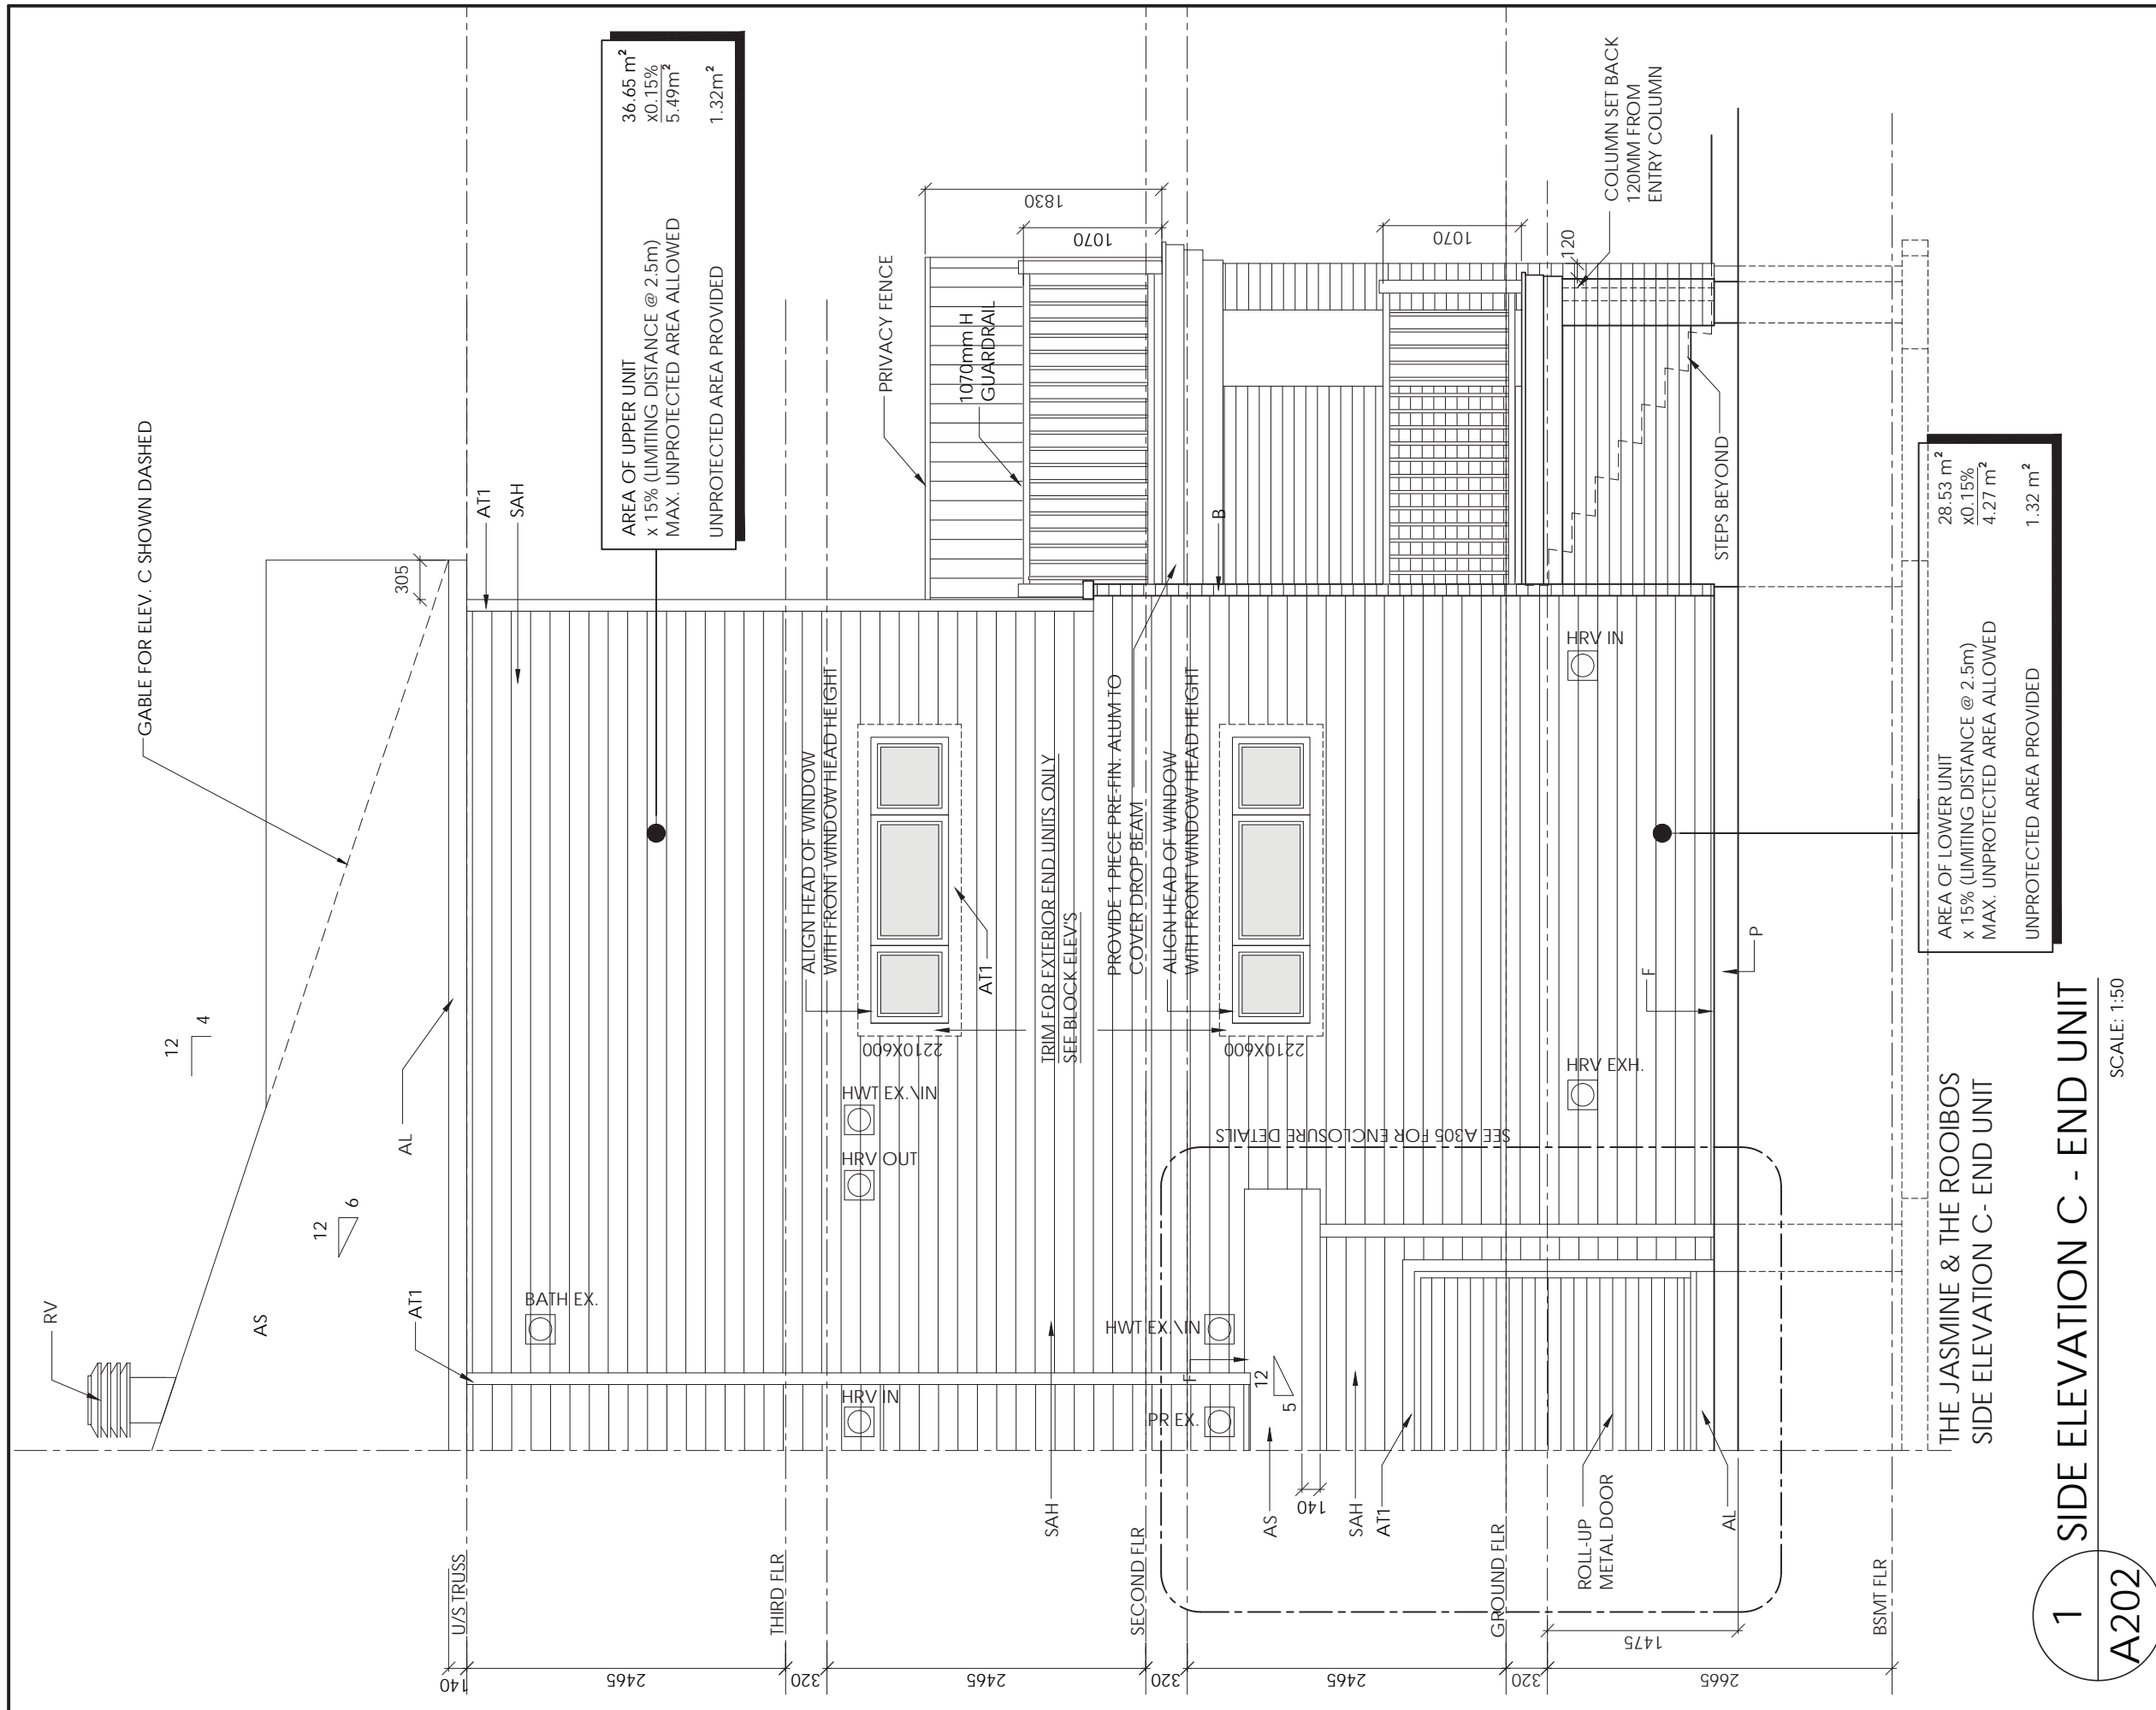 GABLE FOR ELEV. C SHOWN DASHED
RV
12
4
12
6
AS
AL
AT1
305
AT1
SAH
AREA OF UPPER UNIT 36.65 m²
x 15% (LIMITING DISTANCE @ 2.5m) x0.15%
MAX. UNPROTECTED AREA ALLOWED 5.49m²
UNPROTECTED AREA PROVIDED 1.32m²
U/S TRUSS
140
2465
BATH EX.
THIRD FLR
320
ALIGN HEAD OF WINDOW
WITH FRONT WINDOW HEAD HEIGHT
HRV IN
HRV OUT
HWT EX.\IN
2210X600
AT1
PRIVACY FENCE
1070mm H
GUARDRAIL
1830
1070
2465
SAH
TRIM FOR EXTERIOR END UNITS ONLY
SEE BLOCK ELEV'S
PROVIDE 1 PIECE PRE-FIN. ALUM TO
COVER DROP BEAM
SECOND FLR
320
ALIGN HEAD OF WINDOW
WITH FRONT WINDOW HEAD HEIGHT
HWT EX.\IN
PR EX.
F
B
SEE A305 FOR ENCLOSURE DETAILS
2210X600
12
5
AS
140
SAH
AT1
2465
1070
GROUND FLR
320
120
COLUMN SET BACK
120MM FROM
ENTRY COLUMN
HRV EXH.
HRV IN
ROLL-UP
METAL DOOR
1475
AL
F
P
STEPS BEYOND
2665
BSMT FLR
AREA OF LOWER UNIT 28.53 m²
x 15% (LIMITING DISTANCE @ 2.5m) x0.15%
MAX. UNPROTECTED AREA ALLOWED 4.27 m²
UNPROTECTED AREA PROVIDED 1.32 m²
THE JASMINE & THE ROOIBOS
SIDE ELEVATION C- END UNIT
1
A202
SIDE ELEVATION C - END UNIT
SCALE: 1:50